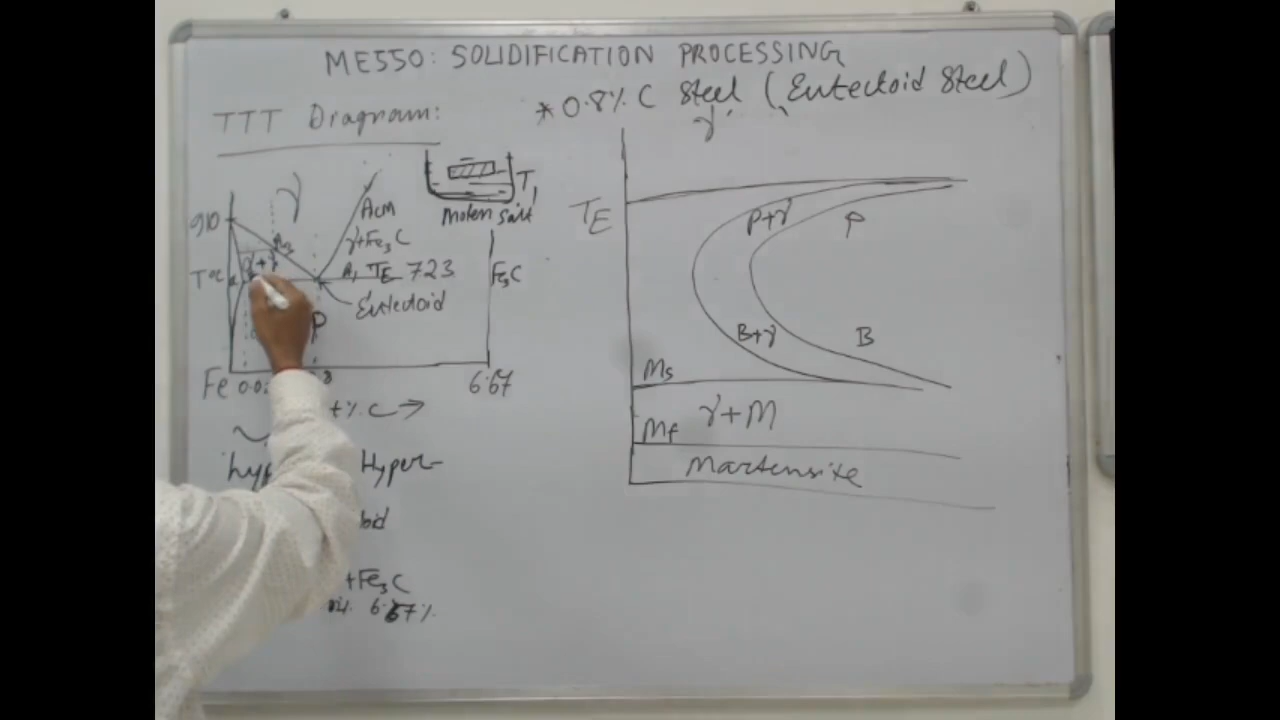 ME550: SOLIDIFICATION PROCESSING
* 0.8% C Steel (Eutectoid Steel)
γ
TTT Diagram:
T1
Molten salt
γ
910
Acm
A3
γ+Fe3C
α+γ
T°C
A1 TE 723
Fe3C
Eutectoid
P
Fe
6.67
% C →
Hyper-
+Fe3C
6.67%
TE
P+γ
P
B+γ
B
Ms
γ+M
Mf
Martensite